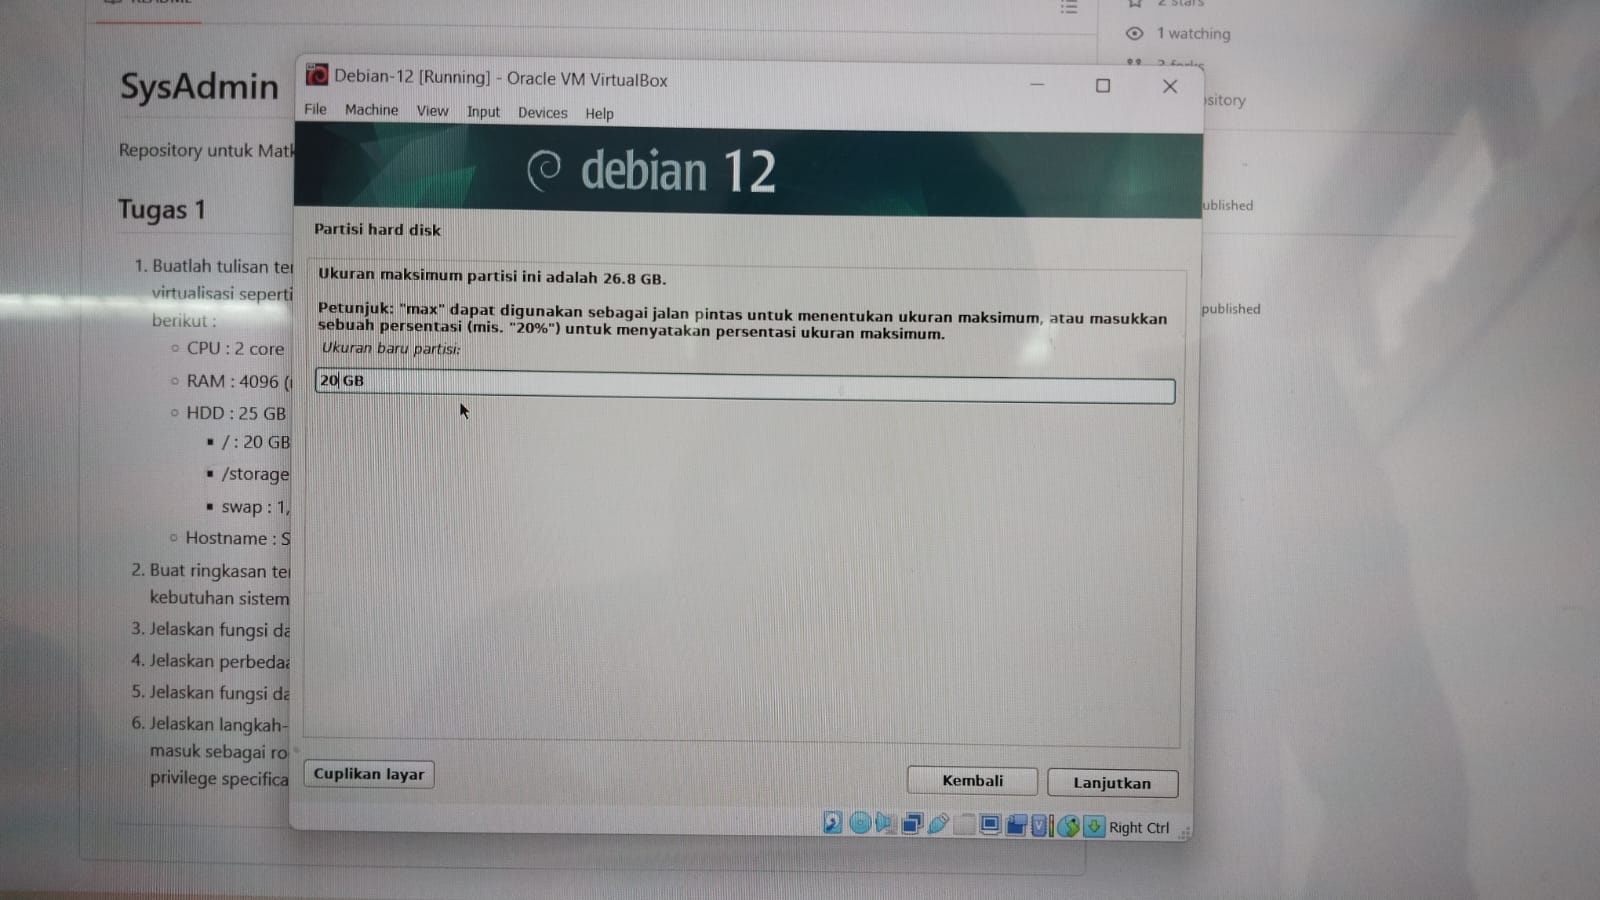 README
2 stars
1 watching
SysAdmin
Repository untuk Matk
Tugas 1
1. Buatlah tulisan te
virtualisasi seperti
berikut :
CPU : 2 core
RAM : 4096 (
HDD : 25 GB
/ : 20 GB
/storage
swap : 1,
Hostname : S
2. Buat ringkasan te
kebutuhan sistem
3. Jelaskan fungsi da
4. Jelaskan perbedaa
5. Jelaskan fungsi da
6. Jelaskan langkah-
masuk sebagai ro
privilege specifica
Debian-12 [Running] - Oracle VM VirtualBox
File Machine View Input Devices Help
debian 12
Partisi hard disk
Ukuran maksimum partisi ini adalah 26.8 GB.
Petunjuk: "max" dapat digunakan sebagai jalan pintas untuk menentukan ukuran maksimum, atau masukkan
sebuah persentasi (mis. "20%") untuk menyatakan persentasi ukuran maksimum.
Ukuran baru partisi:
20 GB
Cuplikan layar
Kembali
Lanjutkan
Right Ctrl
ository
ublished
published